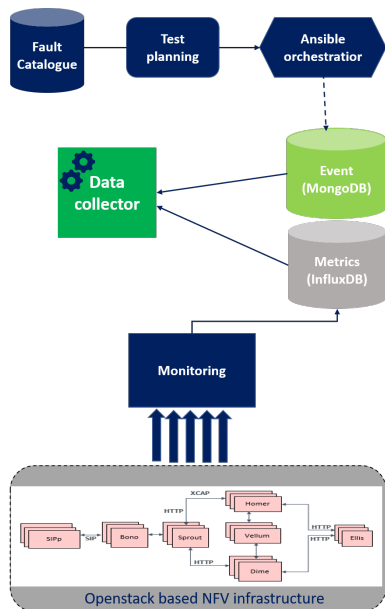 Fault
Catalogue
Test
planning
Ansible
orchestratior
Event
(MongoDB)
Data
collector
Metrics
(InfluxDB)
Monitoring
XCAP
Homer
HTTP
HTTP
SIPp
SIP
Bono
Sprout
Vellum
Ellis
HTTP
HTTP
Dime
Openstack based NFV infrastructure